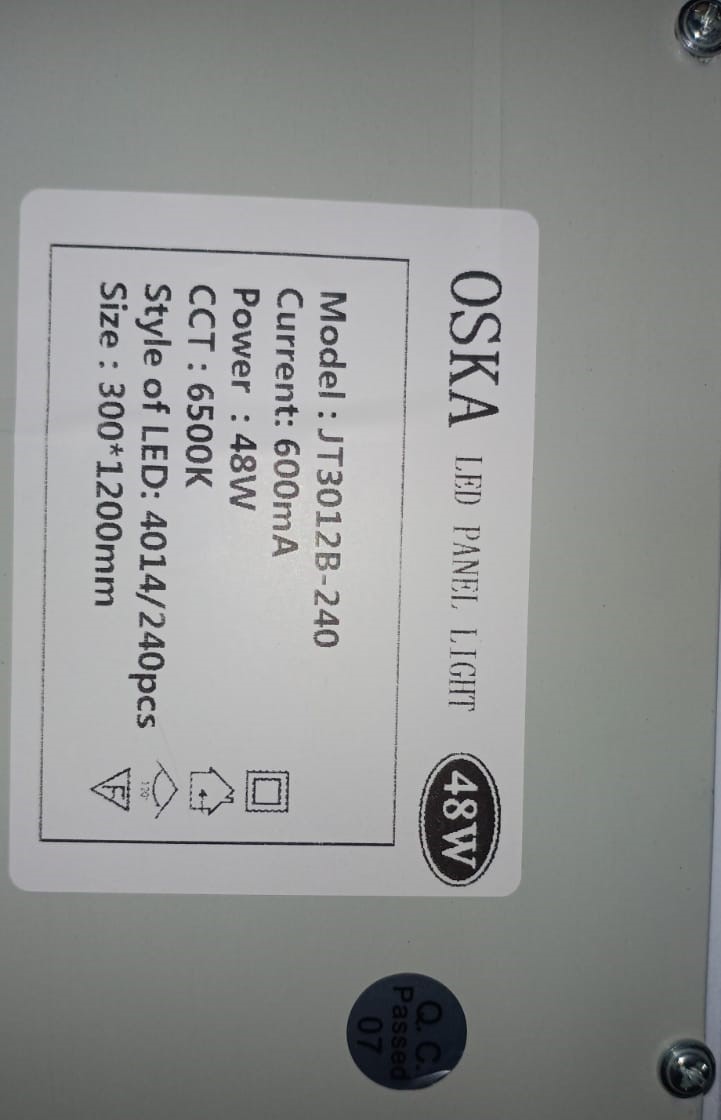 OSKA LED PANEL LIGHT 48W
Model : JT3012B-240
Current: 600mA
Power : 48W
CCT : 6500K
Style of LED: 4014/240pcs
Size : 300*1200mm
120°
F
Q.C.
Passed
07